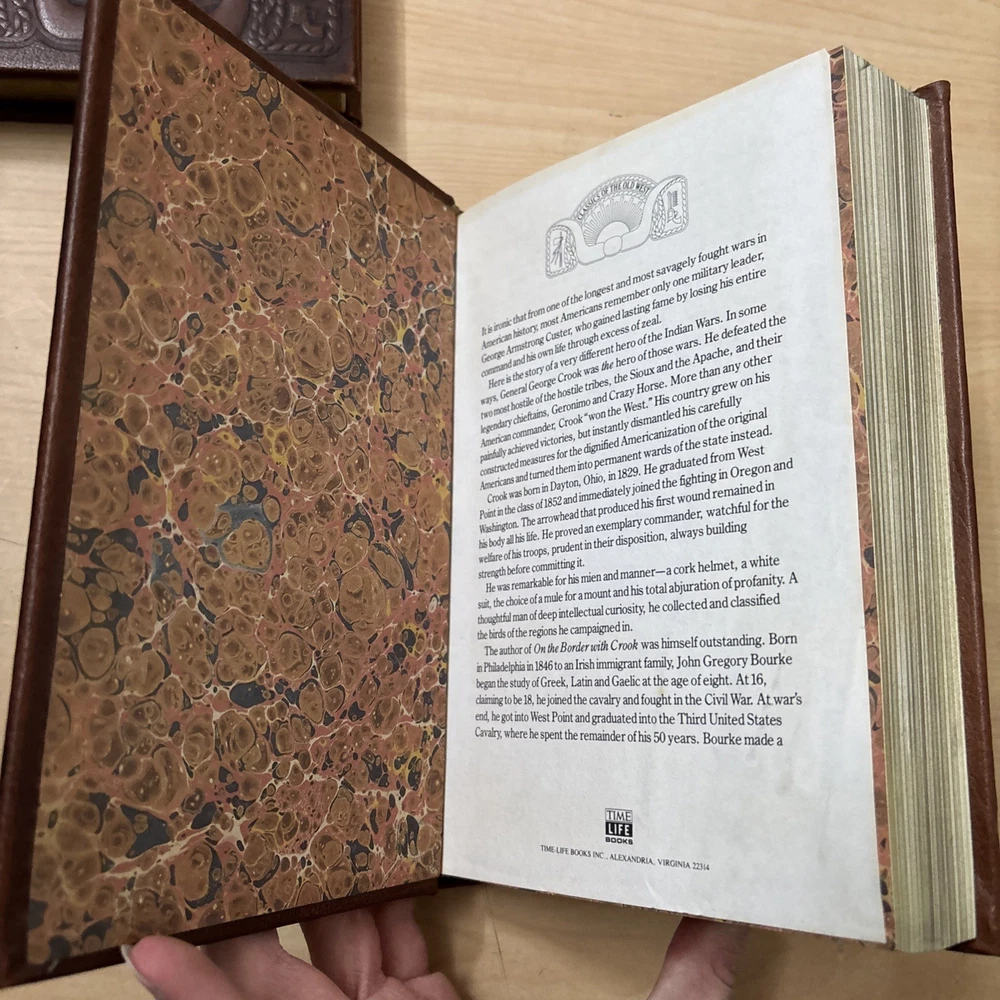 CLASSICS OF THE OLD WEST
It is ironic that from one of the longest and most savagely fought wars in
American history, most Americans remember only one military leader,
George Armstrong Custer, who gained lasting fame by losing his entire
command and his own life through excess of zeal.
Here is the story of a very different hero of the Indian Wars. In some
ways, General George Crook was the hero of those wars. He defeated the
two most hostile of the hostile tribes, the Sioux and the Apache, and their
legendary chieftains, Geronimo and Crazy Horse. More than any other
American commander, Crook "won the West." His country grew on his
painfully achieved victories, but instantly dismantled his carefully
constructed measures for the dignified Americanization of the original
Americans and turned them into permanent wards of the state instead.
Crook was born in Dayton, Ohio, in 1829. He graduated from West
Point in the class of 1852 and immediately joined the fighting in Oregon and
Washington. The arrowhead that produced his first wound remained in
his body all his life. He proved an exemplary commander, watchful for the
welfare of his troops, prudent in their disposition, always building
strength before committing it.
He was remarkable for his mien and manner—a cork helmet, a white
suit, the choice of a mule for a mount and his total abjuration of profanity. A
thoughtful man of deep intellectual curiosity, he collected and classified
the birds of the regions he campaigned in.
The author of On the Border with Crook was himself outstanding. Born
in Philadelphia in 1846 to an Irish immigrant family, John Gregory Bourke
began the study of Greek, Latin and Gaelic at the age of eight. At 16,
claiming to be 18, he joined the cavalry and fought in the Civil War. At war's
end, he got into West Point and graduated into the Third United States
Cavalry, where he spent the remainder of his 50 years. Bourke made a
TIME
LIFE
BOOKS
TIME-LIFE BOOKS INC., ALEXANDRIA, VIRGINIA 22314